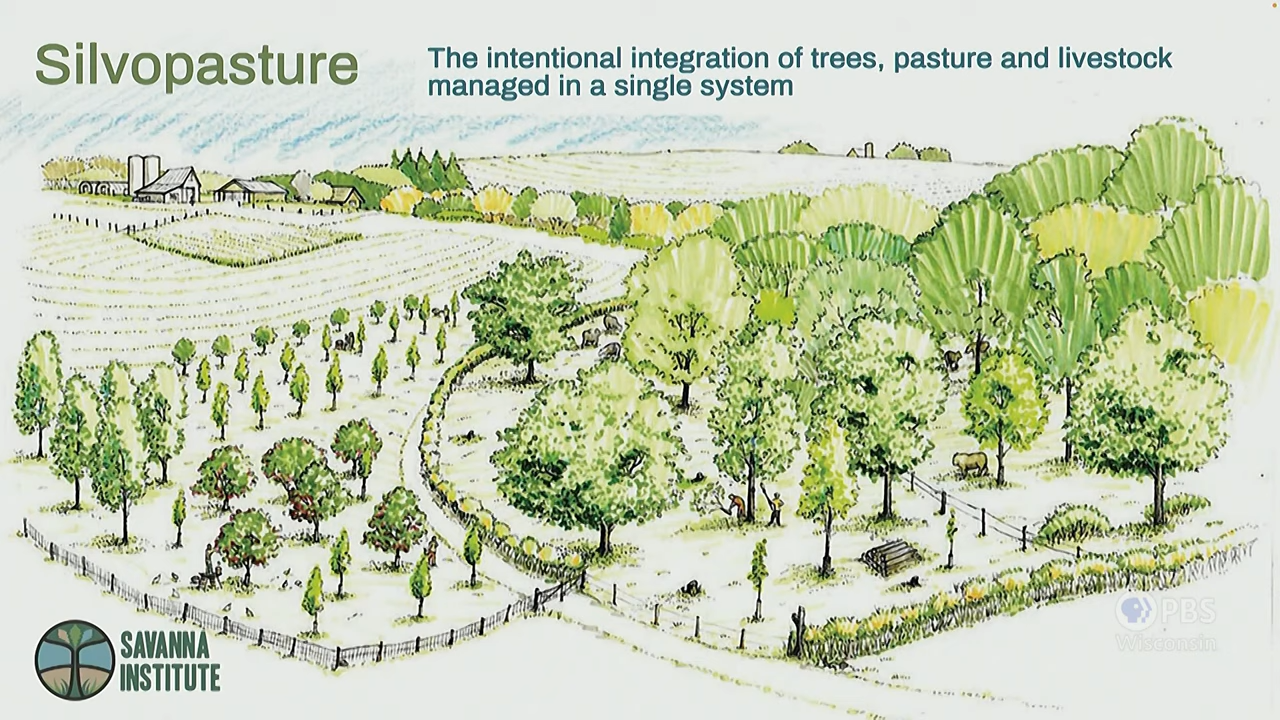 Silvopasture
The intentional integration of trees, pasture and livestock
managed in a single system
SAVANNA
INSTITUTE
PBS
Wisconsin